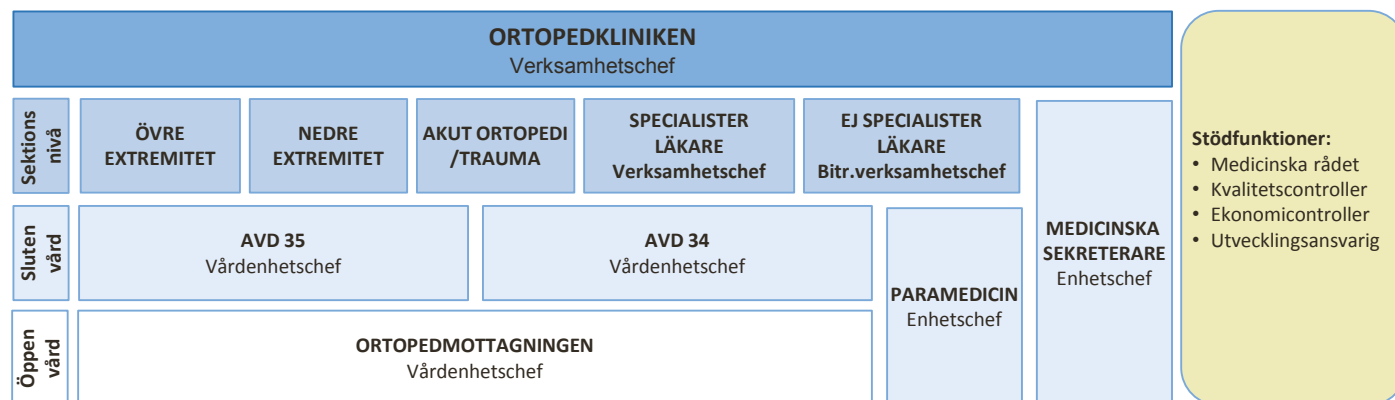 ORTOPEDKLINIKEN
Verksamhetschef
Sektions
nivå
ÖVRE
EXTREMITET
NEDRE
EXTREMITET
AKUT ORTOPEDI
/TRAUMA
SPECIALISTER
LÄKARE
Verksamhetschef
EJ SPECIALISTER
LÄKARE
Bitr.verksamhetschef
Sluten
vård
AVD 35
Vårdenhetschef
AVD 34
Vårdenhetschef
Öppen
vård
ORTOPEDMOTTAGNINGEN
Vårdenhetschef
PARAMEDICIN
Enhetschef
MEDICINSKA
SEKRETERARE
Enhetschef
Stödfunktioner:
• Medicinska rådet
• Kvalitetscontroller
• Ekonomicontroller
• Utvecklingsansvarig